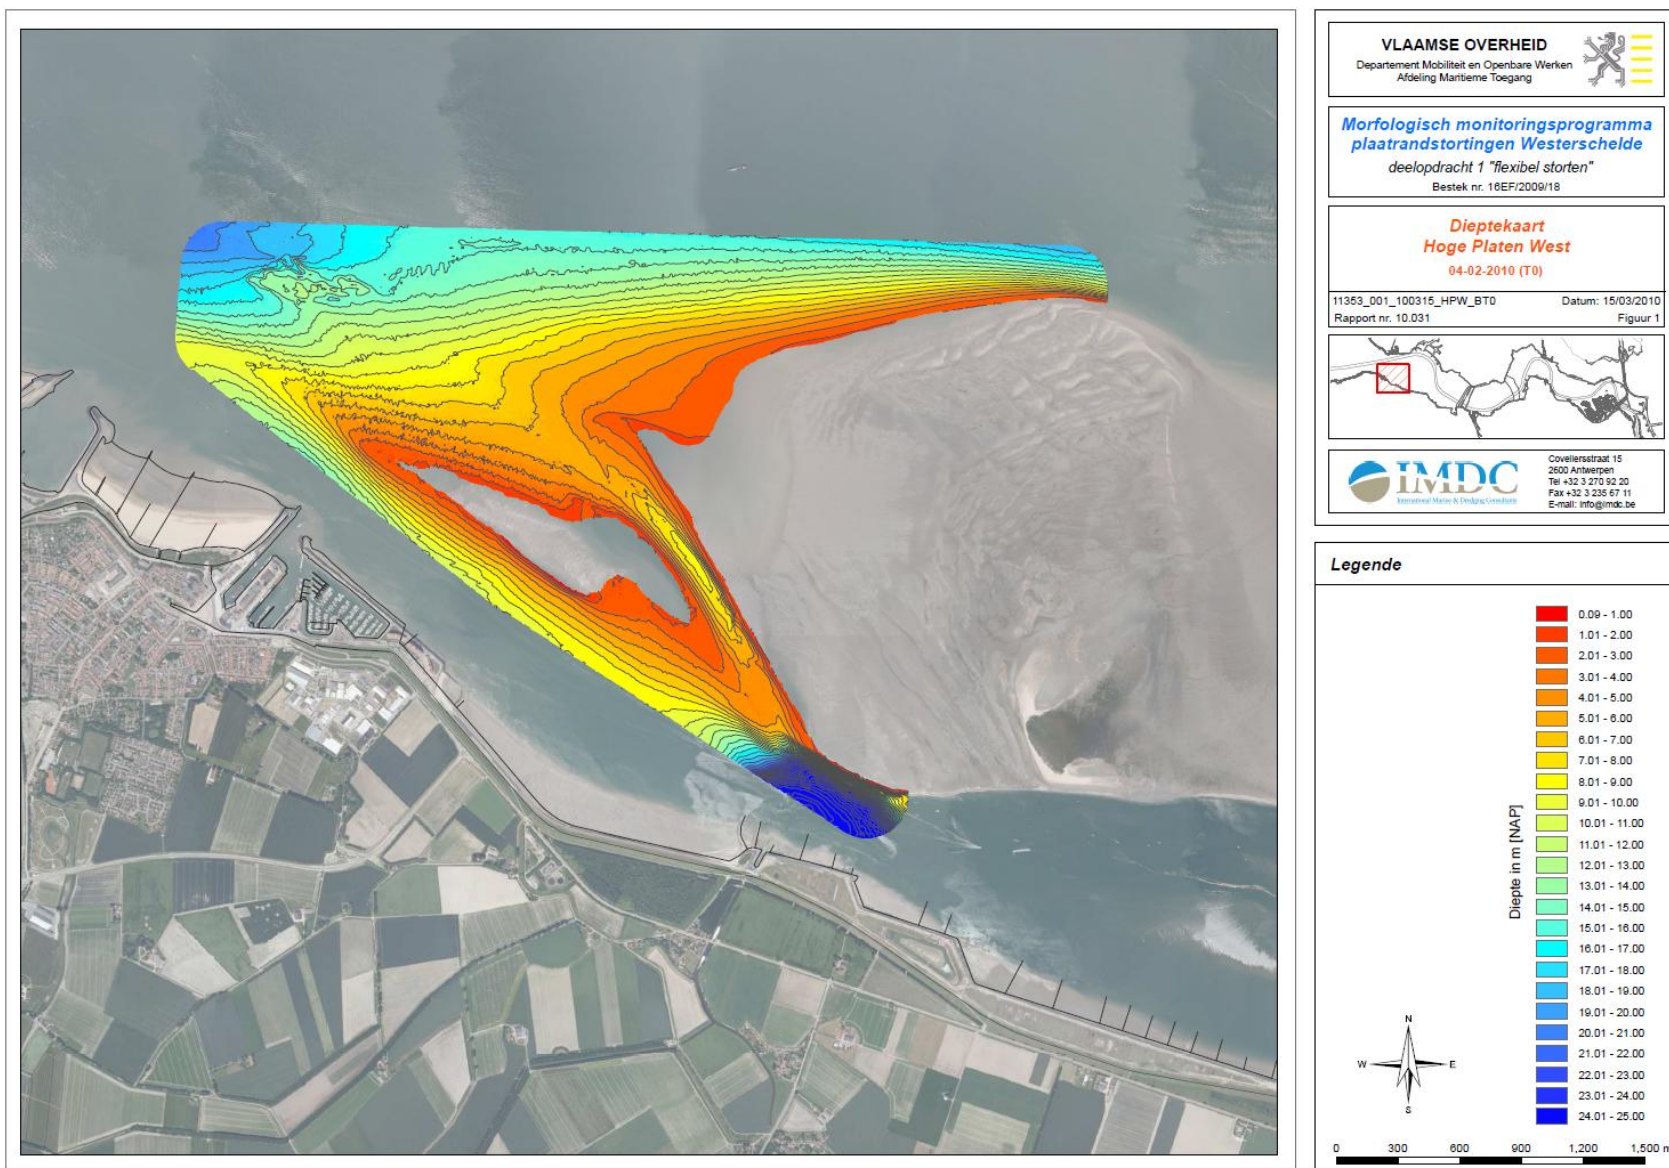 VLAAMSE OVERHEID
Departement Mobiliteit en Openbare Werken
Afdeling Maritieme Toegang
Morfologisch monitoringsprogramma
plaatrandstortingen Westerschelde
deelopdracht 1 "flexibel storten"
Bestek nr. 16EF/2009/18
Dieptekaart
Hoge Platen West
04-02-2010 (T0)
11353_001_100315_HPW_BT0 Datum: 15/03/2010
Rapport nr. 10.031 Figuur 1
IMDC
International Marine & Dredging Consultants
Coveliersstraat 15
2600 Antwerpen
Tel +32 3 270 92 20
Fax +32 3 235 67 11
E-mail: info@imdc.be
Legende
Diepte in m [NAP]
0.09 - 1.00
1.01 - 2.00
2.01 - 3.00
3.01 - 4.00
4.01 - 5.00
5.01 - 6.00
6.01 - 7.00
7.01 - 8.00
8.01 - 9.00
9.01 - 10.00
10.01 - 11.00
11.01 - 12.00
12.01 - 13.00
13.01 - 14.00
14.01 - 15.00
15.01 - 16.00
16.01 - 17.00
17.01 - 18.00
18.01 - 19.00
19.01 - 20.00
20.01 - 21.00
21.01 - 22.00
22.01 - 23.00
23.01 - 24.00
24.01 - 25.00
N
W E
S
0 300 600 900 1,200 1,500 m